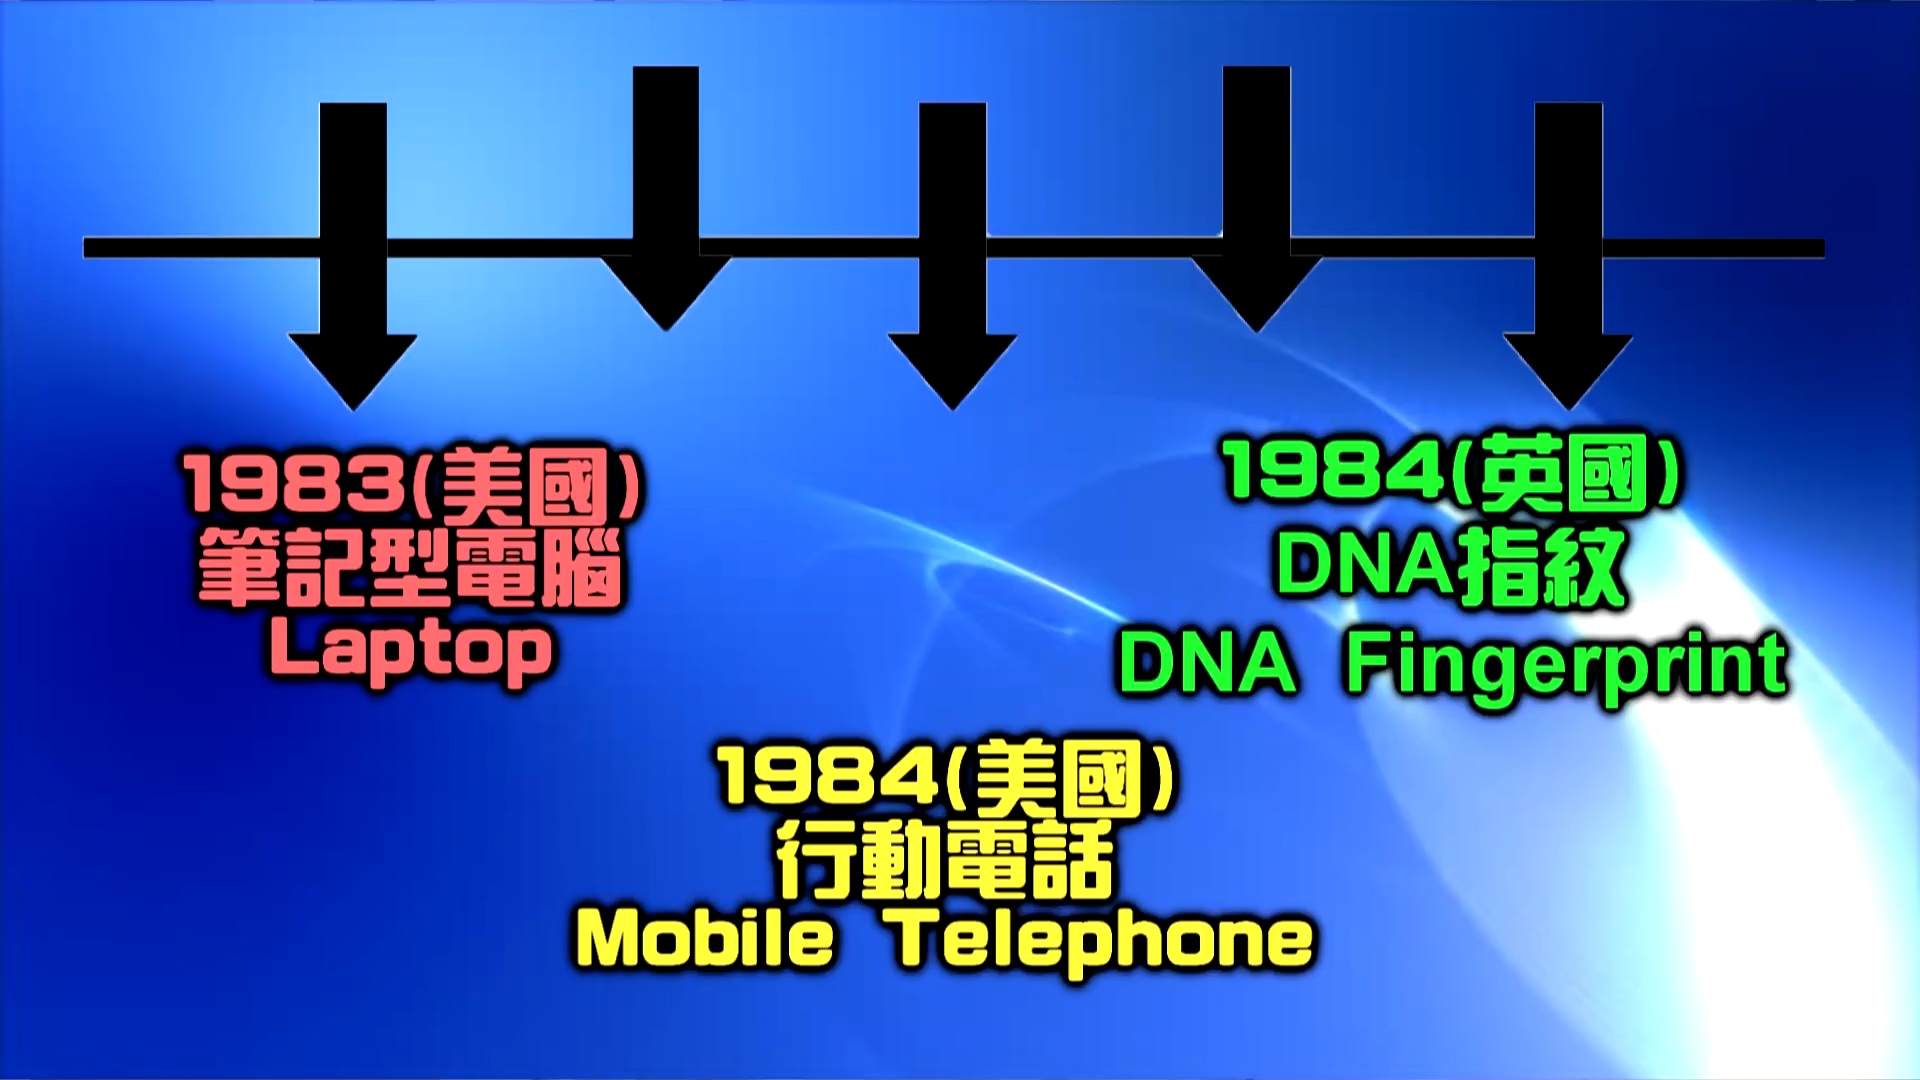 1983(美國)
筆記型電腦
Laptop
1984(美國)
行動電話
Mobile Telephone
1984(英國)
DNA指紋
DNA Fingerprint